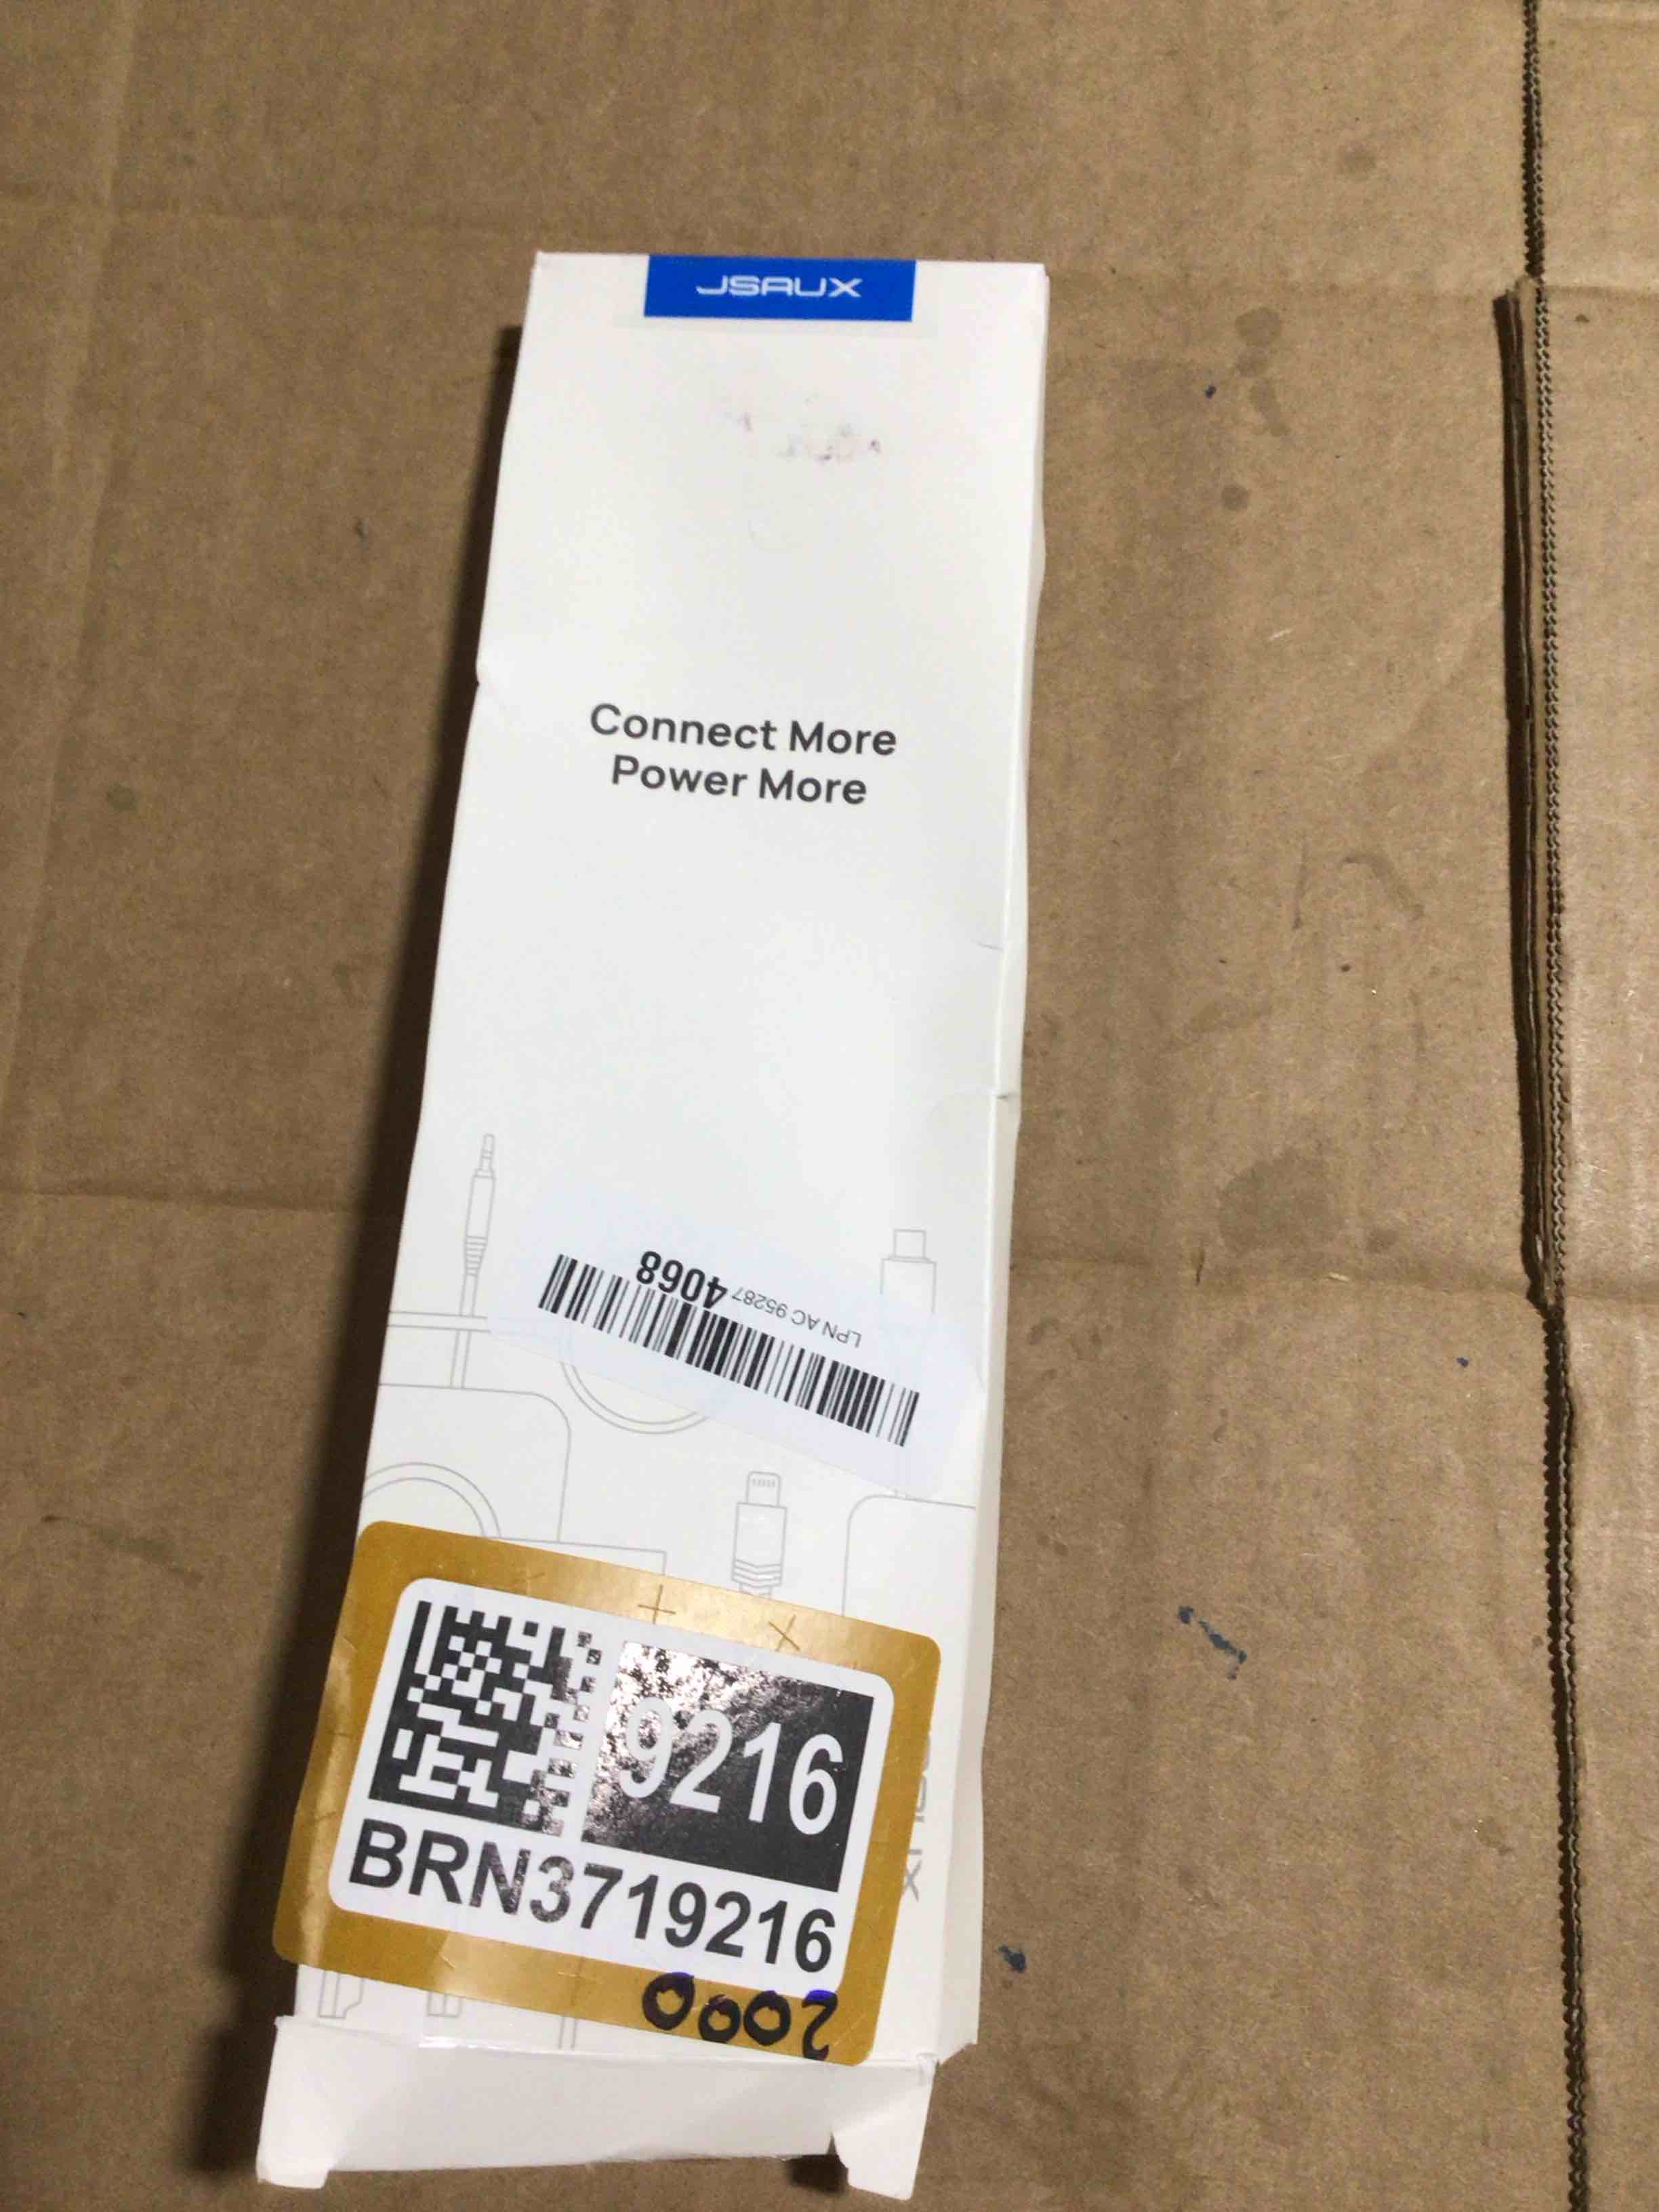 JSAUX
Connect More
Power More
LPN AC 95287 4068
9216
BRN3719216
2000